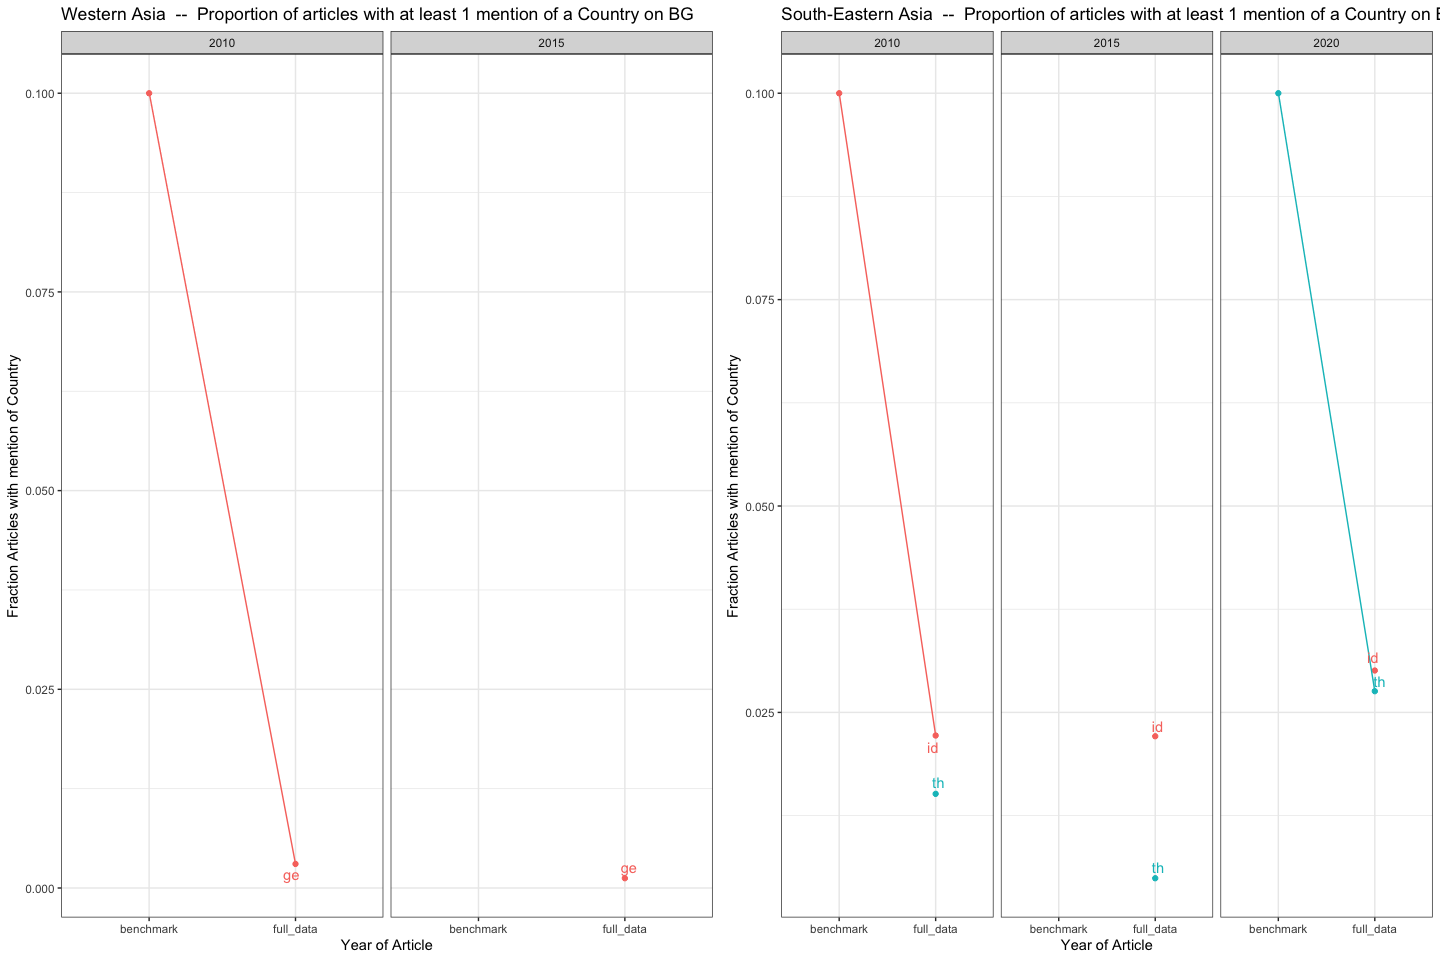 Western Asia -- Proportion of articles with at least 1 mention of a Country on BG
2010
2015
Fraction Articles with mention of Country
0.100
0.075
0.050
0.025
0.000
ge
ge
benchmark
full_data
benchmark
full_data
Year of Article
South-Eastern Asia -- Proportion of articles with at least 1 mention of a Country on
2010
2015
2020
Fraction Articles with mention of Country
0.100
0.075
0.050
0.025
id
th
id
th
id
th
benchmark
full_data
benchmark
full_data
benchmark
full_data
Year of Article